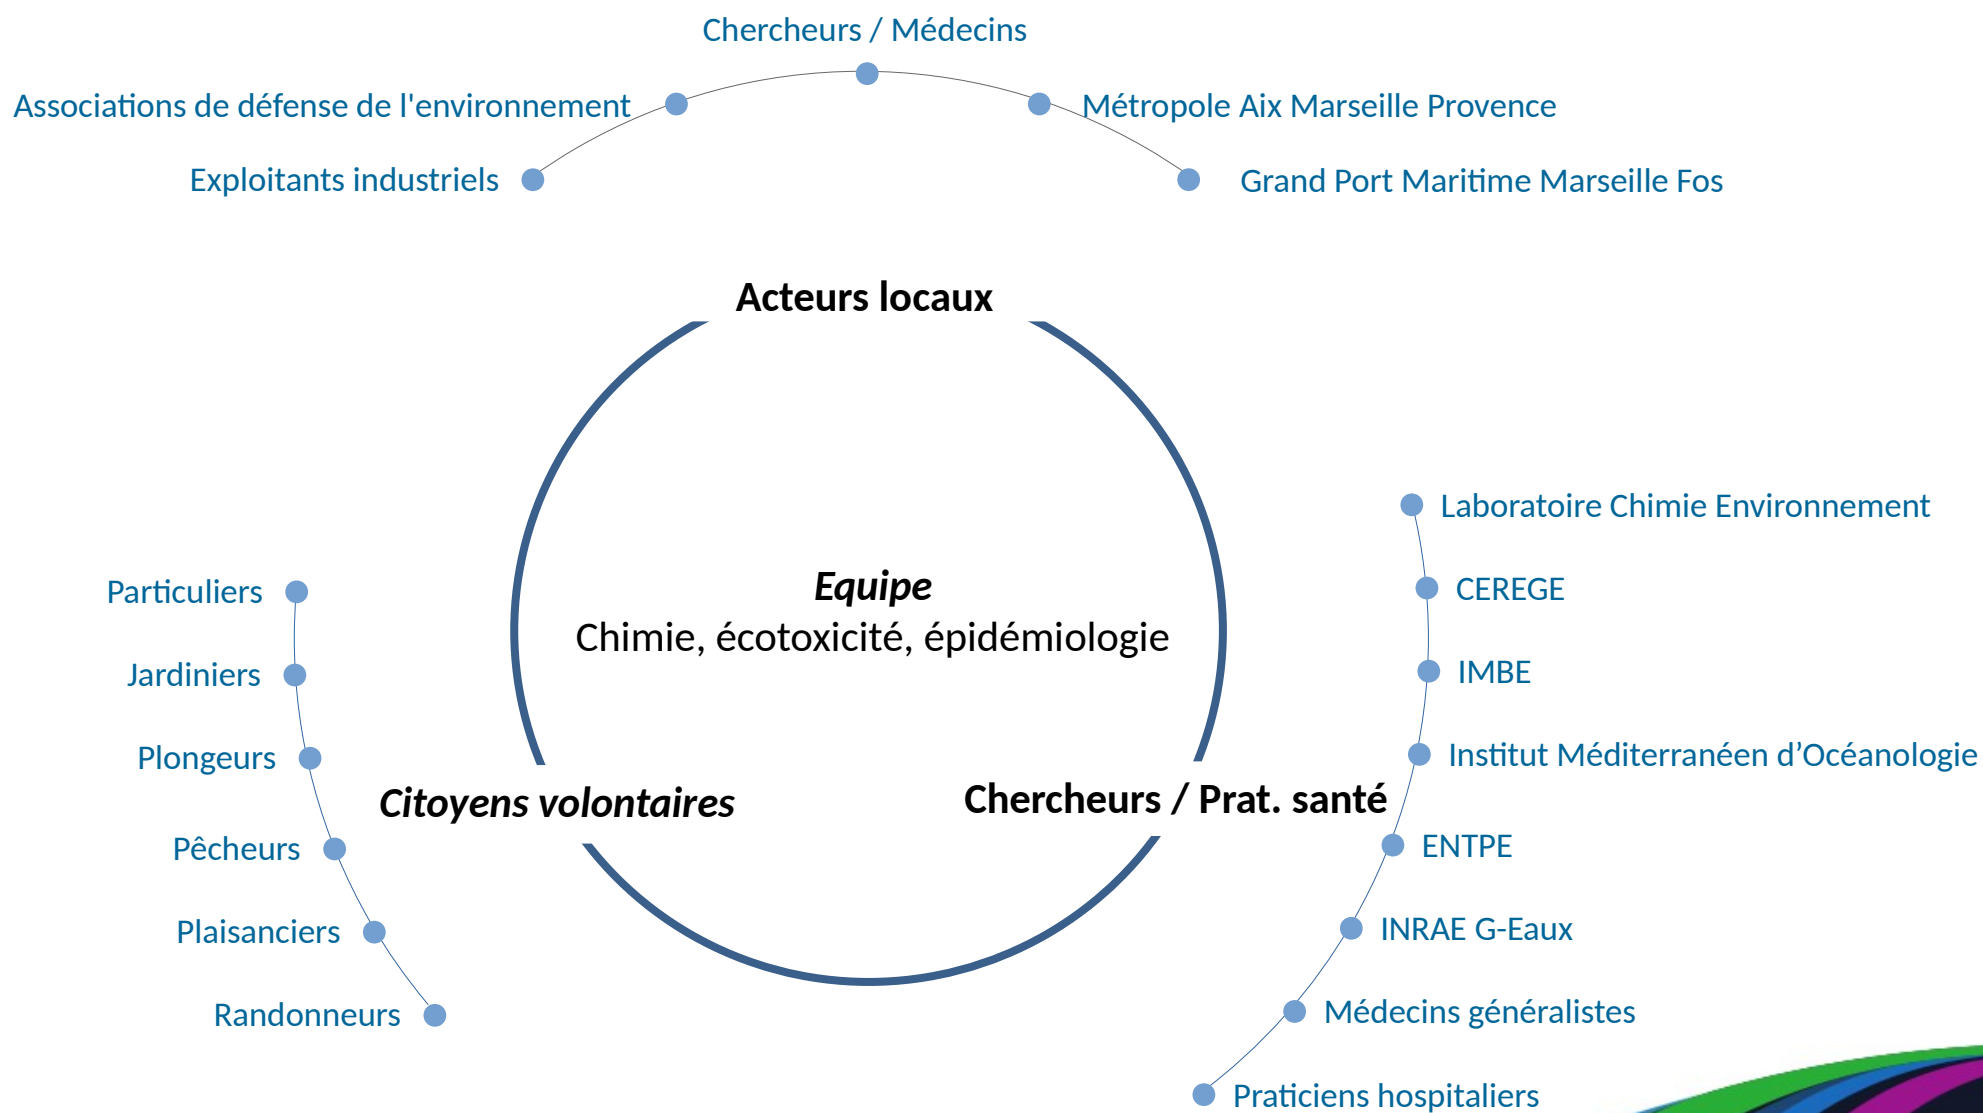 Chercheurs / Médecins
Associations de défense de l'environnement
Métropole Aix Marseille Provence
Exploitants industriels
Grand Port Maritime Marseille Fos
Acteurs locaux
Equipe
Chimie, écotoxicité, épidémiologie
Citoyens volontaires
Chercheurs / Prat. santé
Particuliers
Jardiniers
Plongeurs
Pêcheurs
Plaisanciers
Randonneurs
Laboratoire Chimie Environnement
CEREGE
IMBE
Institut Méditerranéen d’Océanologie
ENTPE
INRAE G-Eaux
Médecins généralistes
Praticiens hospitaliers